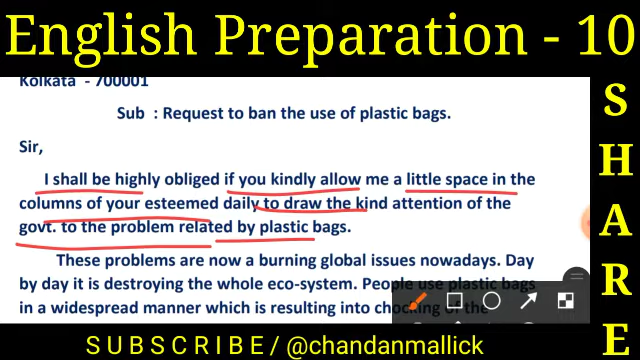 English Preparation - 10
Kolkata - 700001
Sub : Request to ban the use of plastic bags.
Sir,
I shall be highly obliged if you kindly allow me a little space in the
columns of your esteemed daily to draw the kind attention of the
govt. to the problem related by plastic bags.
These problems are now a burning global issues nowadays. Day
by day it is destroying the whole eco-system. People use plastic bags
in a widespread manner which is resulting into chocking of the
SHARE
SUBSCRIBE/ @chandanmallick